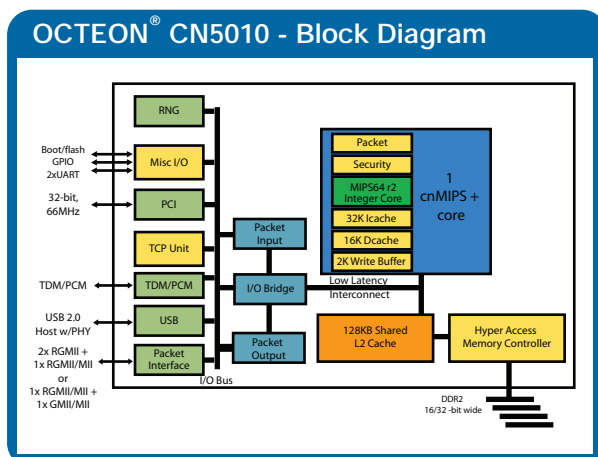 OCTEON® CN5010 - Block Diagram
RNG
Boot/flash
GPIO
2xUART
Misc I/O
32-bit,
66MHz
PCI
TCP Unit
TDM/PCM
TDM/PCM
USB 2.0
Host w/PHY
USB
2x RGMII +
1x RGMII/MII
or
1x RGMII/MII +
1x GMII/MII
Packet
Interface
I/O Bus
Packet
Input
I/O Bridge
Packet
Output
Low Latency
Interconnect
Packet
Security
MIPS64 r2
Integer Core
32K Icache
16K Dcache
2K Write Buffer
1
cnMIPS +
core
128KB Shared
L2 Cache
Hyper Access
Memory Controller
DDR2
16/32 -bit wide